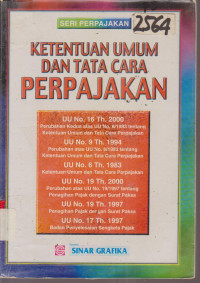 SERI PERPAJAKAN
2564
KETENTUAN UMUM
DAN TATA CARA
PERPAJAKAN
UU No. 16 Th. 2000
Perubahan Kedua atas UU No. 6/1983 tentang
Ketentuan Umum dan Tata Cara Perpajakan
UU No. 9 Th. 1994
Perubahan atas UU No. 6/1983 tentang
Ketentuan Umum dan Tata Cara Perpajakan
UU No. 6 Th. 1983
Ketentuan Umum dan Tata Cara Perpajakan
UU No. 19 Th. 2000
Perubahan atas UU No. 19/1997 tentang
Penagihan Pajak dengan Surat Paksa
UU No. 19 Th. 1997
Penagihan Pajak dengan Surat Paksa
UU No. 17 Th. 1997
Badan Penyelesaian Sengketa Pajak
SINAR GRAFIKA